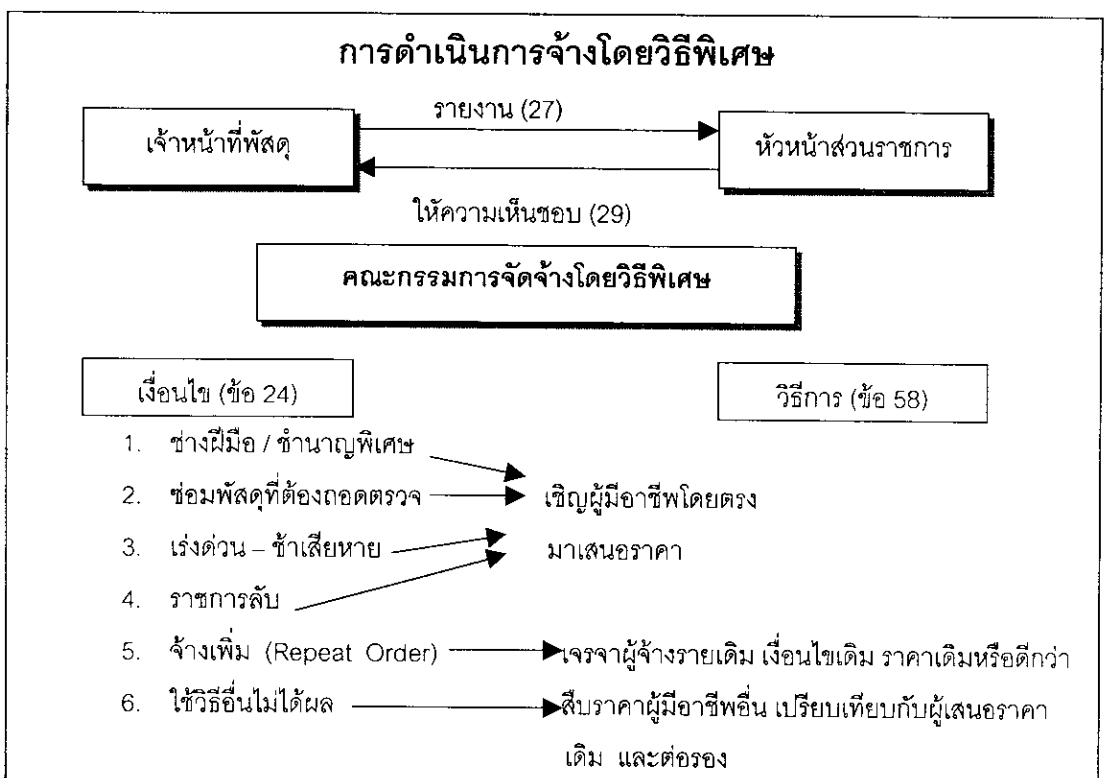 การดำเนินการจ้างโดยวิธีพิเศษ
รายงาน (27)
เจ้าหน้าที่พัสดุ
หัวหน้าส่วนราชการ
ให้ความเห็นชอบ (29)
คณะกรรมการจัดจ้างโดยวิธีพิเศษ
เงื่อนไข (ข้อ 24)
วิธีการ (ข้อ 58)
1. ช่างฝีมือ / ชำนาญพิเศษ
2. ซ่อมพัสดุที่ต้องถอดตรวจ
เชิญผู้มีอาชีพโดยตรง
3. เร่งด่วน – ช้าเสียหาย
มาเสนอราคา
4. ราชการลับ
5. จ้างเพิ่ม (Repeat Order)
เจรจาผู้จ้างรายเดิม เงื่อนไขเดิม ราคาเดิมหรือดีกว่า
6. ใช้วิธีอื่นไม่ได้ผล
สืบราคาผู้มีอาชีพอื่น เปรียบเทียบกับผู้เสนอราคา
เดิม และต่อรอง